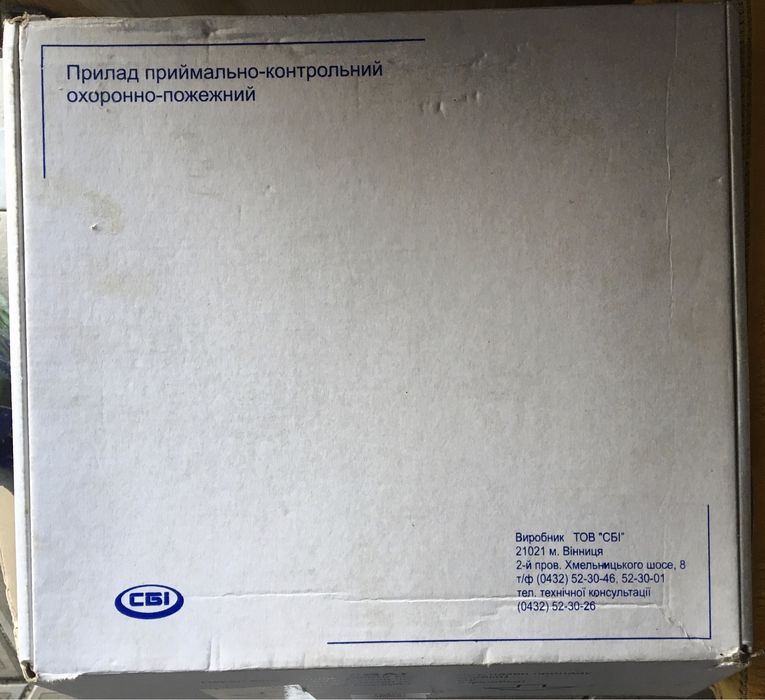 Прилад приймально-контрольний
охоронно-пожежний
СБІ
Виробник ТОВ "СБІ"
21021 м. Вінниця
2-й пров. Хмельницького шосе, 8
т/ф (0432) 52-30-46, 52-30-01
тел. технічної консультації
(0432) 52-30-26